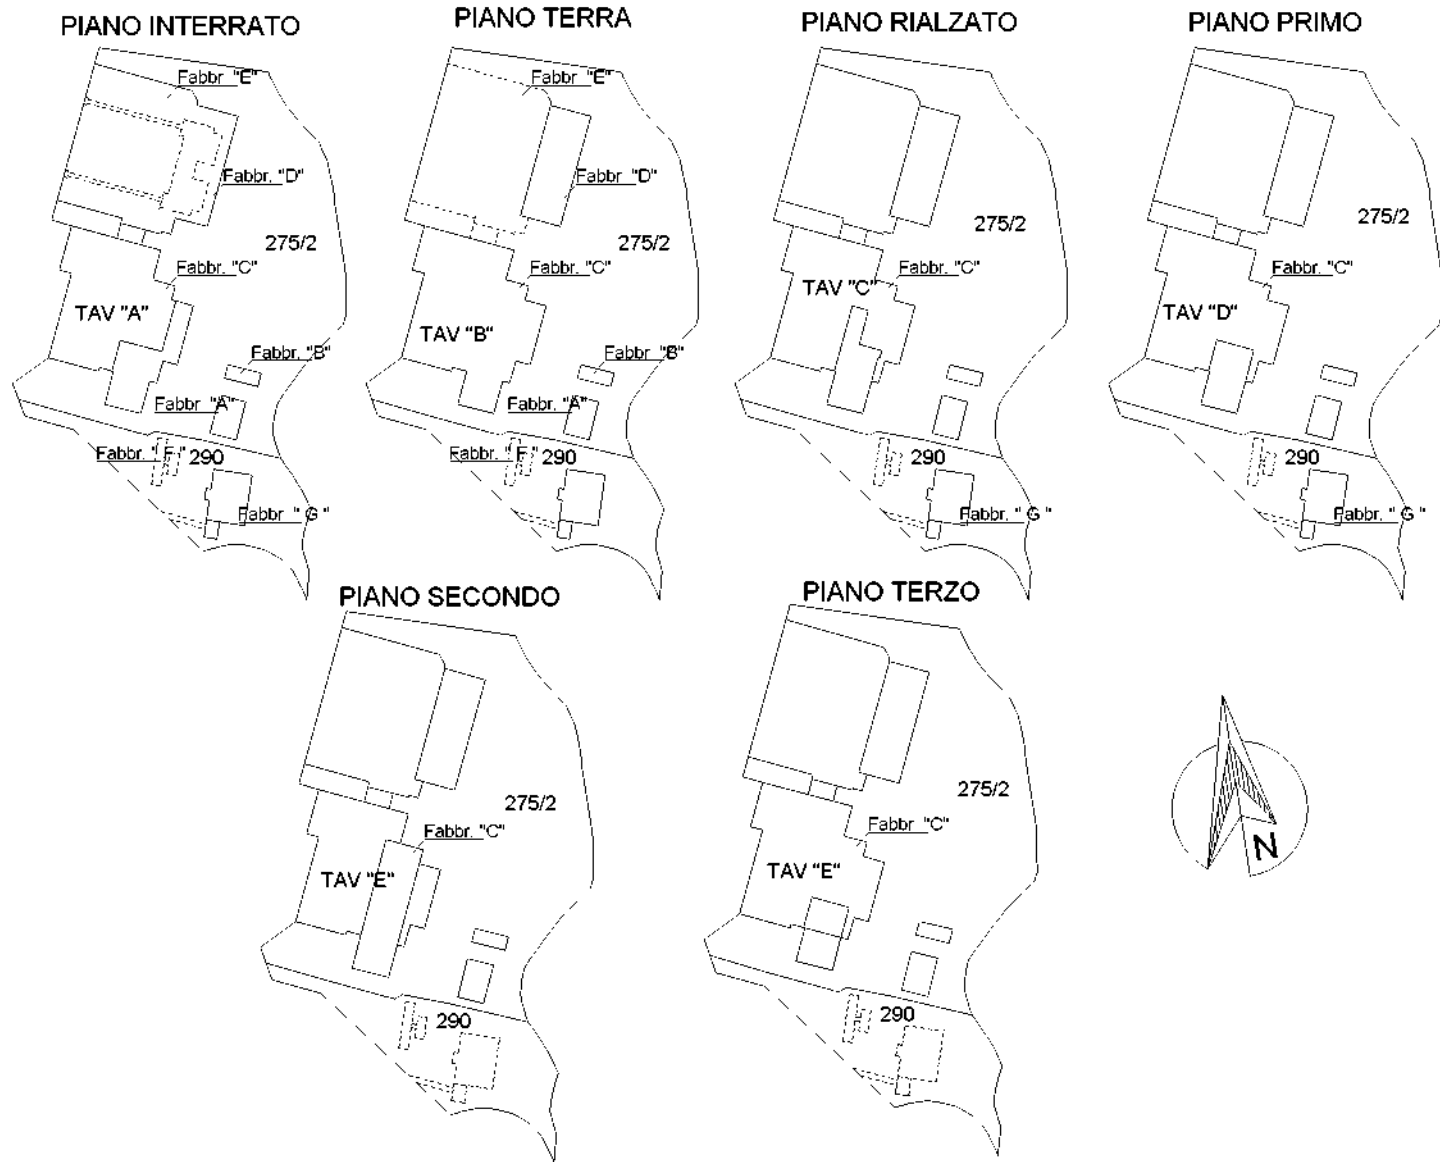 PIANO INTERRATO
Fabbr "E"
Fabbr. "D"
275/2
Fabbr. "C"
TAV "A"
Fabbr. "B"
Fabbr "A"
Fabbr. " F "
290
Fabbr " G "
PIANO TERRA
Fabbr "E"
Fabbr "D"
275/2
Fabbr. "C"
TAV "B"
Fabbr "B"
Fabbr. "A"
Fabbr. " F "
290
PIANO RIALZATO
275/2
Fabbr. "C"
TAV "C"
290
Fabbr. " G "
PIANO PRIMO
275/2
Fabbr. "C"
TAV "D"
290
Fabbr. " G "
PIANO SECONDO
275/2
Fabbr. "C"
TAV "E"
290
PIANO TERZO
275/2
Fabbr "C"
TAV "E"
290
N